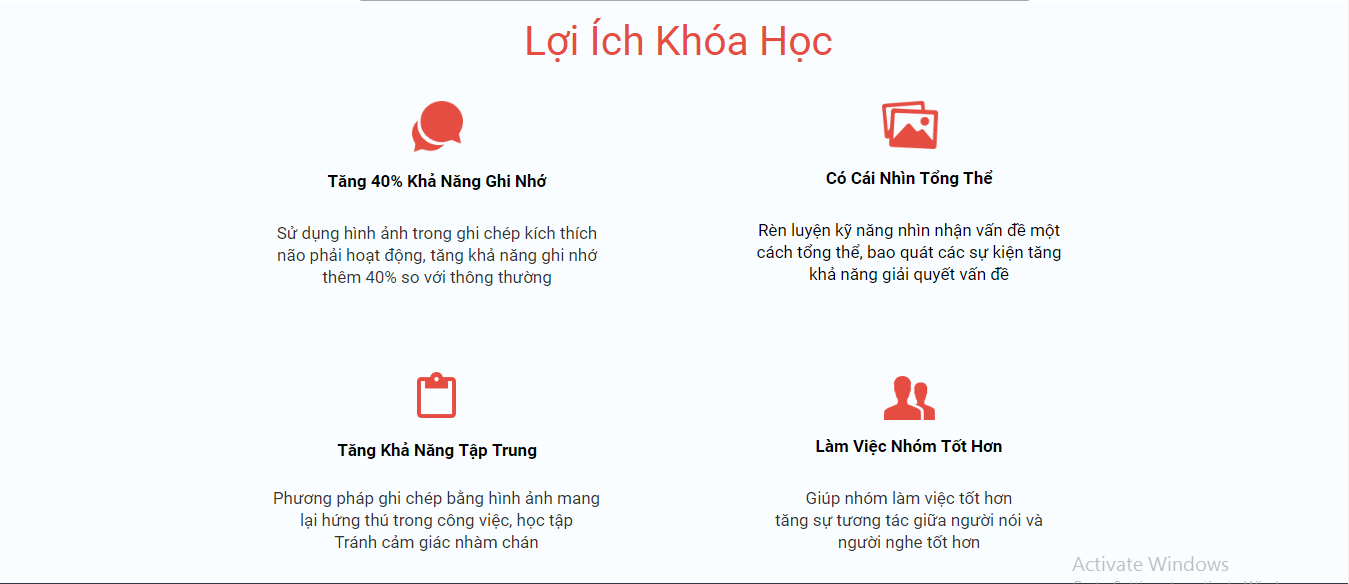 Lợi Ích Khóa Học
Tăng 40% Khả Năng Ghi Nhớ
Sử dụng hình ảnh trong ghi chép kích thích
não phải hoạt động, tăng khả năng ghi nhớ
thêm 40% so với thông thường
Có Cái Nhìn Tổng Thể
Rèn luyện kỹ năng nhìn nhận vấn đề một
cách tổng thể, bao quát các sự kiện tăng
khả năng giải quyết vấn đề
Tăng Khả Năng Tập Trung
Phương pháp ghi chép bằng hình ảnh mang
lại hứng thú trong công việc, học tập
Tránh cảm giác nhàm chán
Làm Việc Nhóm Tốt Hơn
Giúp nhóm làm việc tốt hơn
tăng sự tương tác giữa người nói và
người nghe tốt hơn
Activate Windows